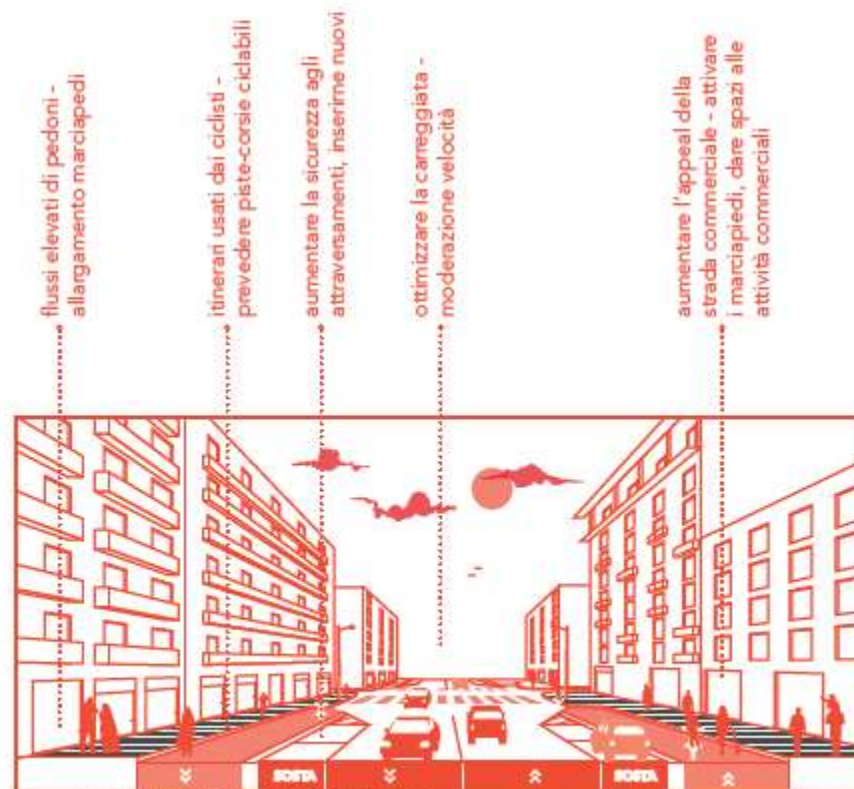 flussi elevati di pedoni -
allargamento marciapedi
itinerari usati dai ciclisti -
prevedere piste-corsie ciclabili
aumentare la sicurezza agli
attraversamenti, inserirne nuovi
ottimizzare la carreggiata -
moderazione velocità
aumentare l'appeal della
strada commerciale - attivare
i marciapiedi, dare spazi alle
attività commerciali
SOSTA
SOSTA